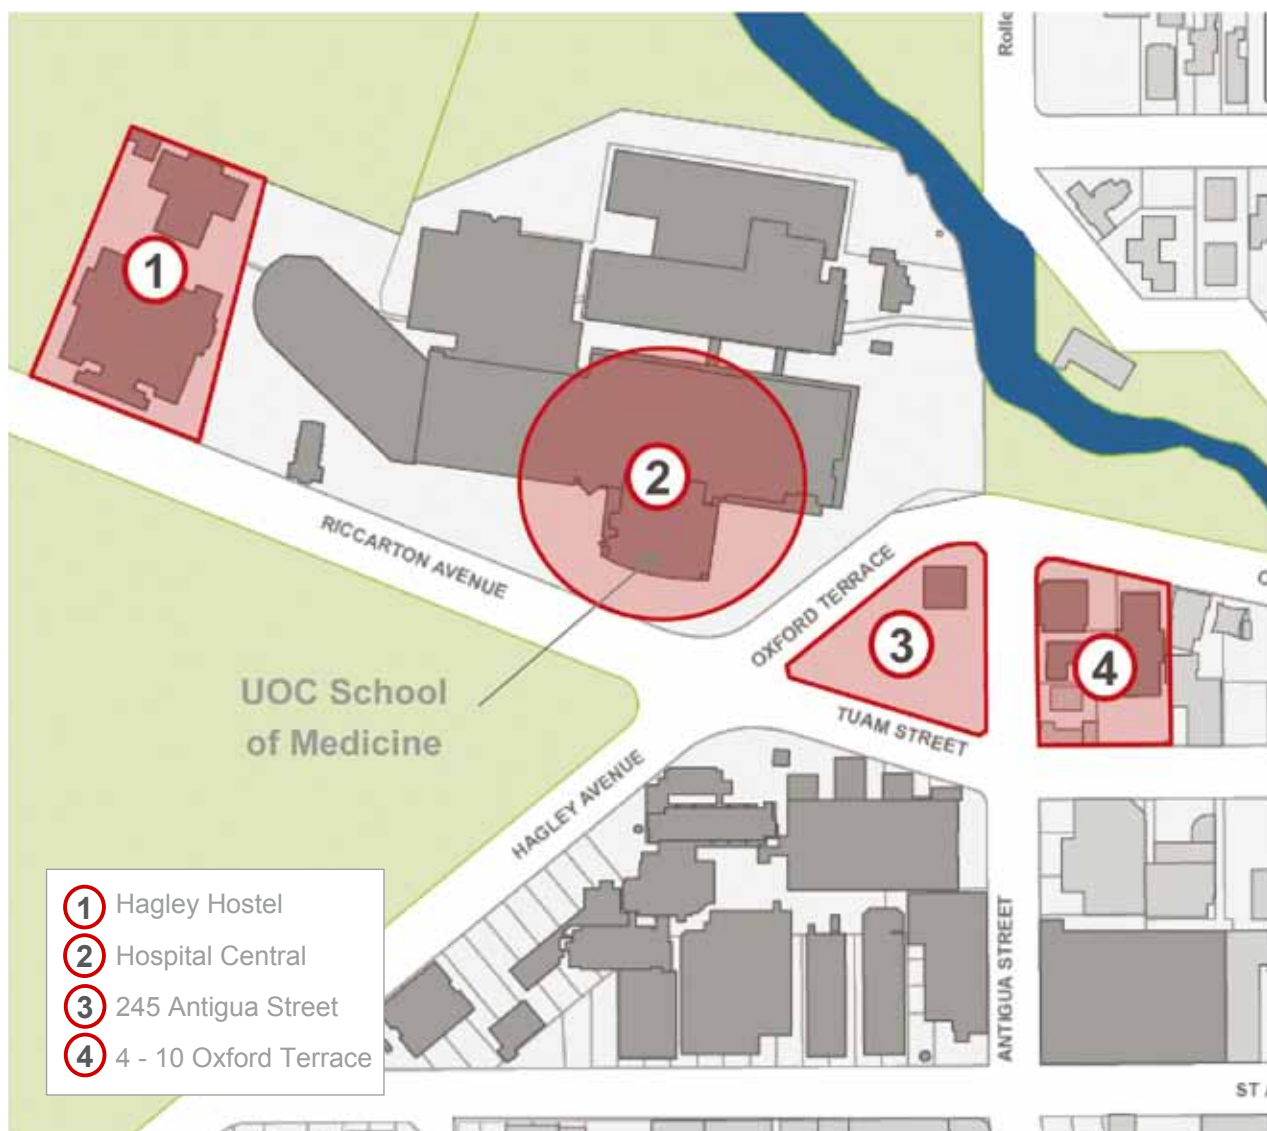 Rolle
1
2
RICCARTON AVENUE
OXFORD TERRACE
3
4
UOC School
of Medicine
TUAM STREET
HAGLEY AVENUE
1 Hagley Hostel
2 Hospital Central
3 245 Antigua Street
4 4 - 10 Oxford Terrace
ANTIGUA STREET
ST